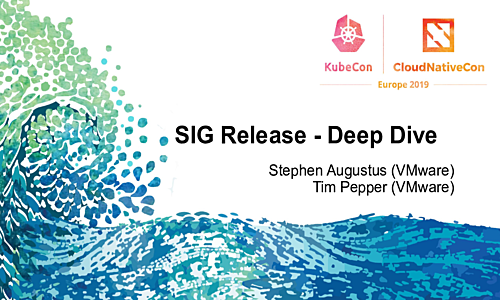 KubeCon
CloudNativeCon
Europe 2019
SIG Release - Deep Dive
Stephen Augustus (VMware)
Tim Pepper (VMware)